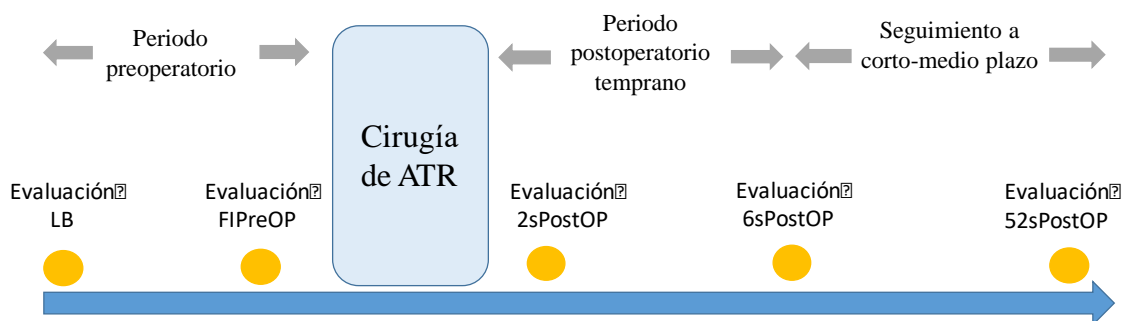 Periodo
preoperatorio
Cirugía
de ATR
Periodo
postoperatorio
temprano
Seguimiento a
corto-medio plazo
Evaluación
LB
Evaluación
FIPreOP
Evaluación
2sPostOP
Evaluación
6sPostOP
Evaluación
52sPostOP